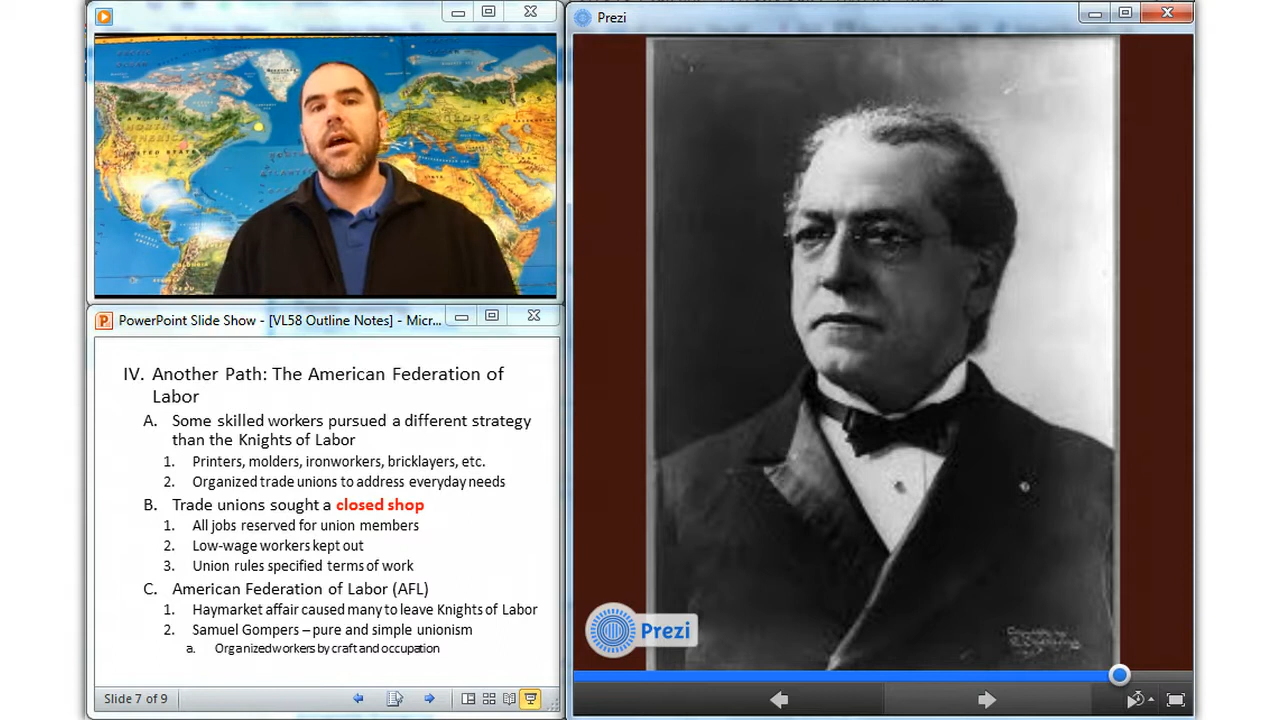 Prezi
PowerPoint Slide Show - [VL58 Outline Notes] - Micr...
IV. Another Path: The American Federation of
Labor
A. Some skilled workers pursued a different strategy
than the Knights of Labor
1. Printers, molders, ironworkers, bricklayers, etc.
2. Organized trade unions to address everyday needs
B. Trade unions sought a closed shop
1. All jobs reserved for union members
2. Low-wage workers kept out
3. Union rules specified terms of work
C. American Federation of Labor (AFL)
1. Haymarket affair caused many to leave Knights of Labor
2. Samuel Gompers – pure and simple unionism
a. Organized workers by craft and occupation
Slide 7 of 9
Prezi